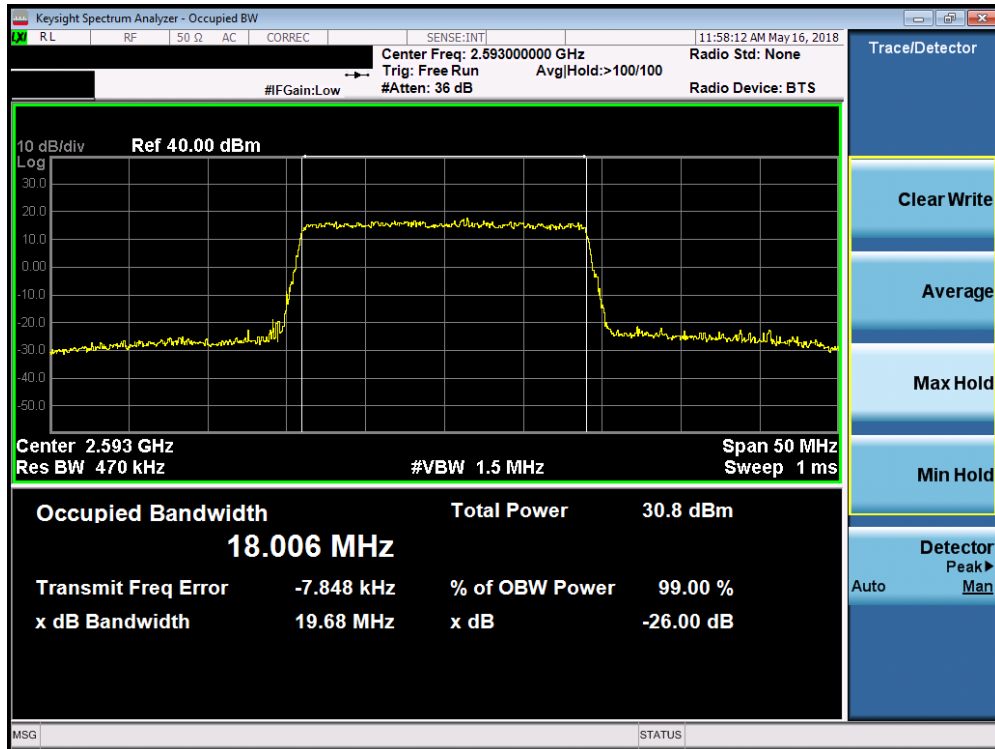 Keysight Spectrum Analyzer - Occupied BW
LXI RL RF 50 Ω AC CORREC SENSE:INT 11:58:12 AM May 16, 2018
Center Freq: 2.593000000 GHz Radio Std: None
Trig: Free Run Avg|Hold:>100/100
#IFGain:Low #Atten: 36 dB Radio Device: BTS
10 dB/div Ref 40.00 dBm
Log
30.0
20.0
10.0
0.00
-10.0
-20.0
-30.0
-40.0
-50.0
Center 2.593 GHz Span 50 MHz
Res BW 470 kHz #VBW 1.5 MHz Sweep 1 ms
Occupied Bandwidth Total Power 30.8 dBm
18.006 MHz
Transmit Freq Error -7.848 kHz % of OBW Power 99.00 %
x dB Bandwidth 19.68 MHz x dB -26.00 dB
MSG STATUS
Trace/Detector
Clear Write
Average
Max Hold
Min Hold
Detector
Peak▶
Auto Man